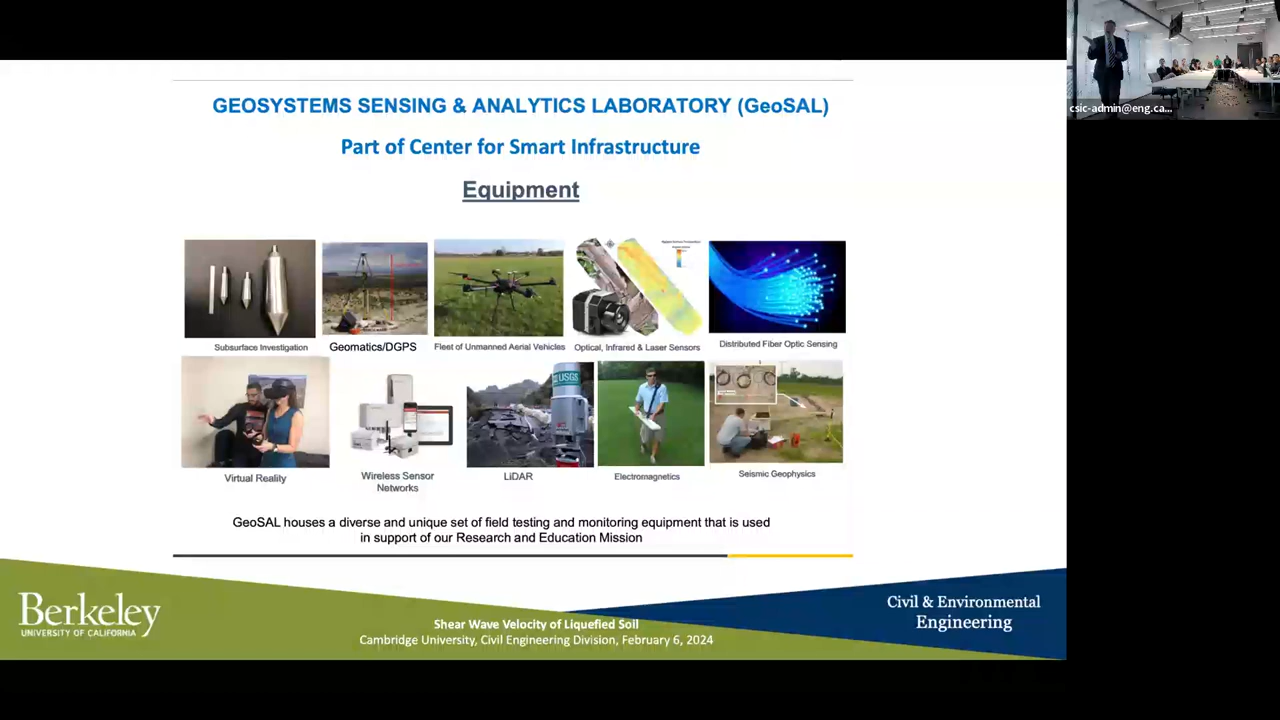 csic-admin@eng.ca...
GEOSYSTEMS SENSING & ANALYTICS LABORATORY (GeoSAL)
Part of Center for Smart Infrastructure
Equipment
Subsurface Investigation
Geomatics/DGPS
Fleet of Unmanned Aerial Vehicles
Optical, Infrared & Laser Sensors
Distributed Fiber Optic Sensing
USGS
Virtual Reality
Wireless Sensor
Networks
LiDAR
Electromagnetics
Seismic Geophysics
GeoSAL houses a diverse and unique set of field testing and monitoring equipment that is used
in support of our Research and Education Mission
Berkeley
UNIVERSITY OF CALIFORNIA
Shear Wave Velocity of Liquefied Soil
Cambridge University, Civil Engineering Division, February 6, 2024
Civil & Environmental
Engineering